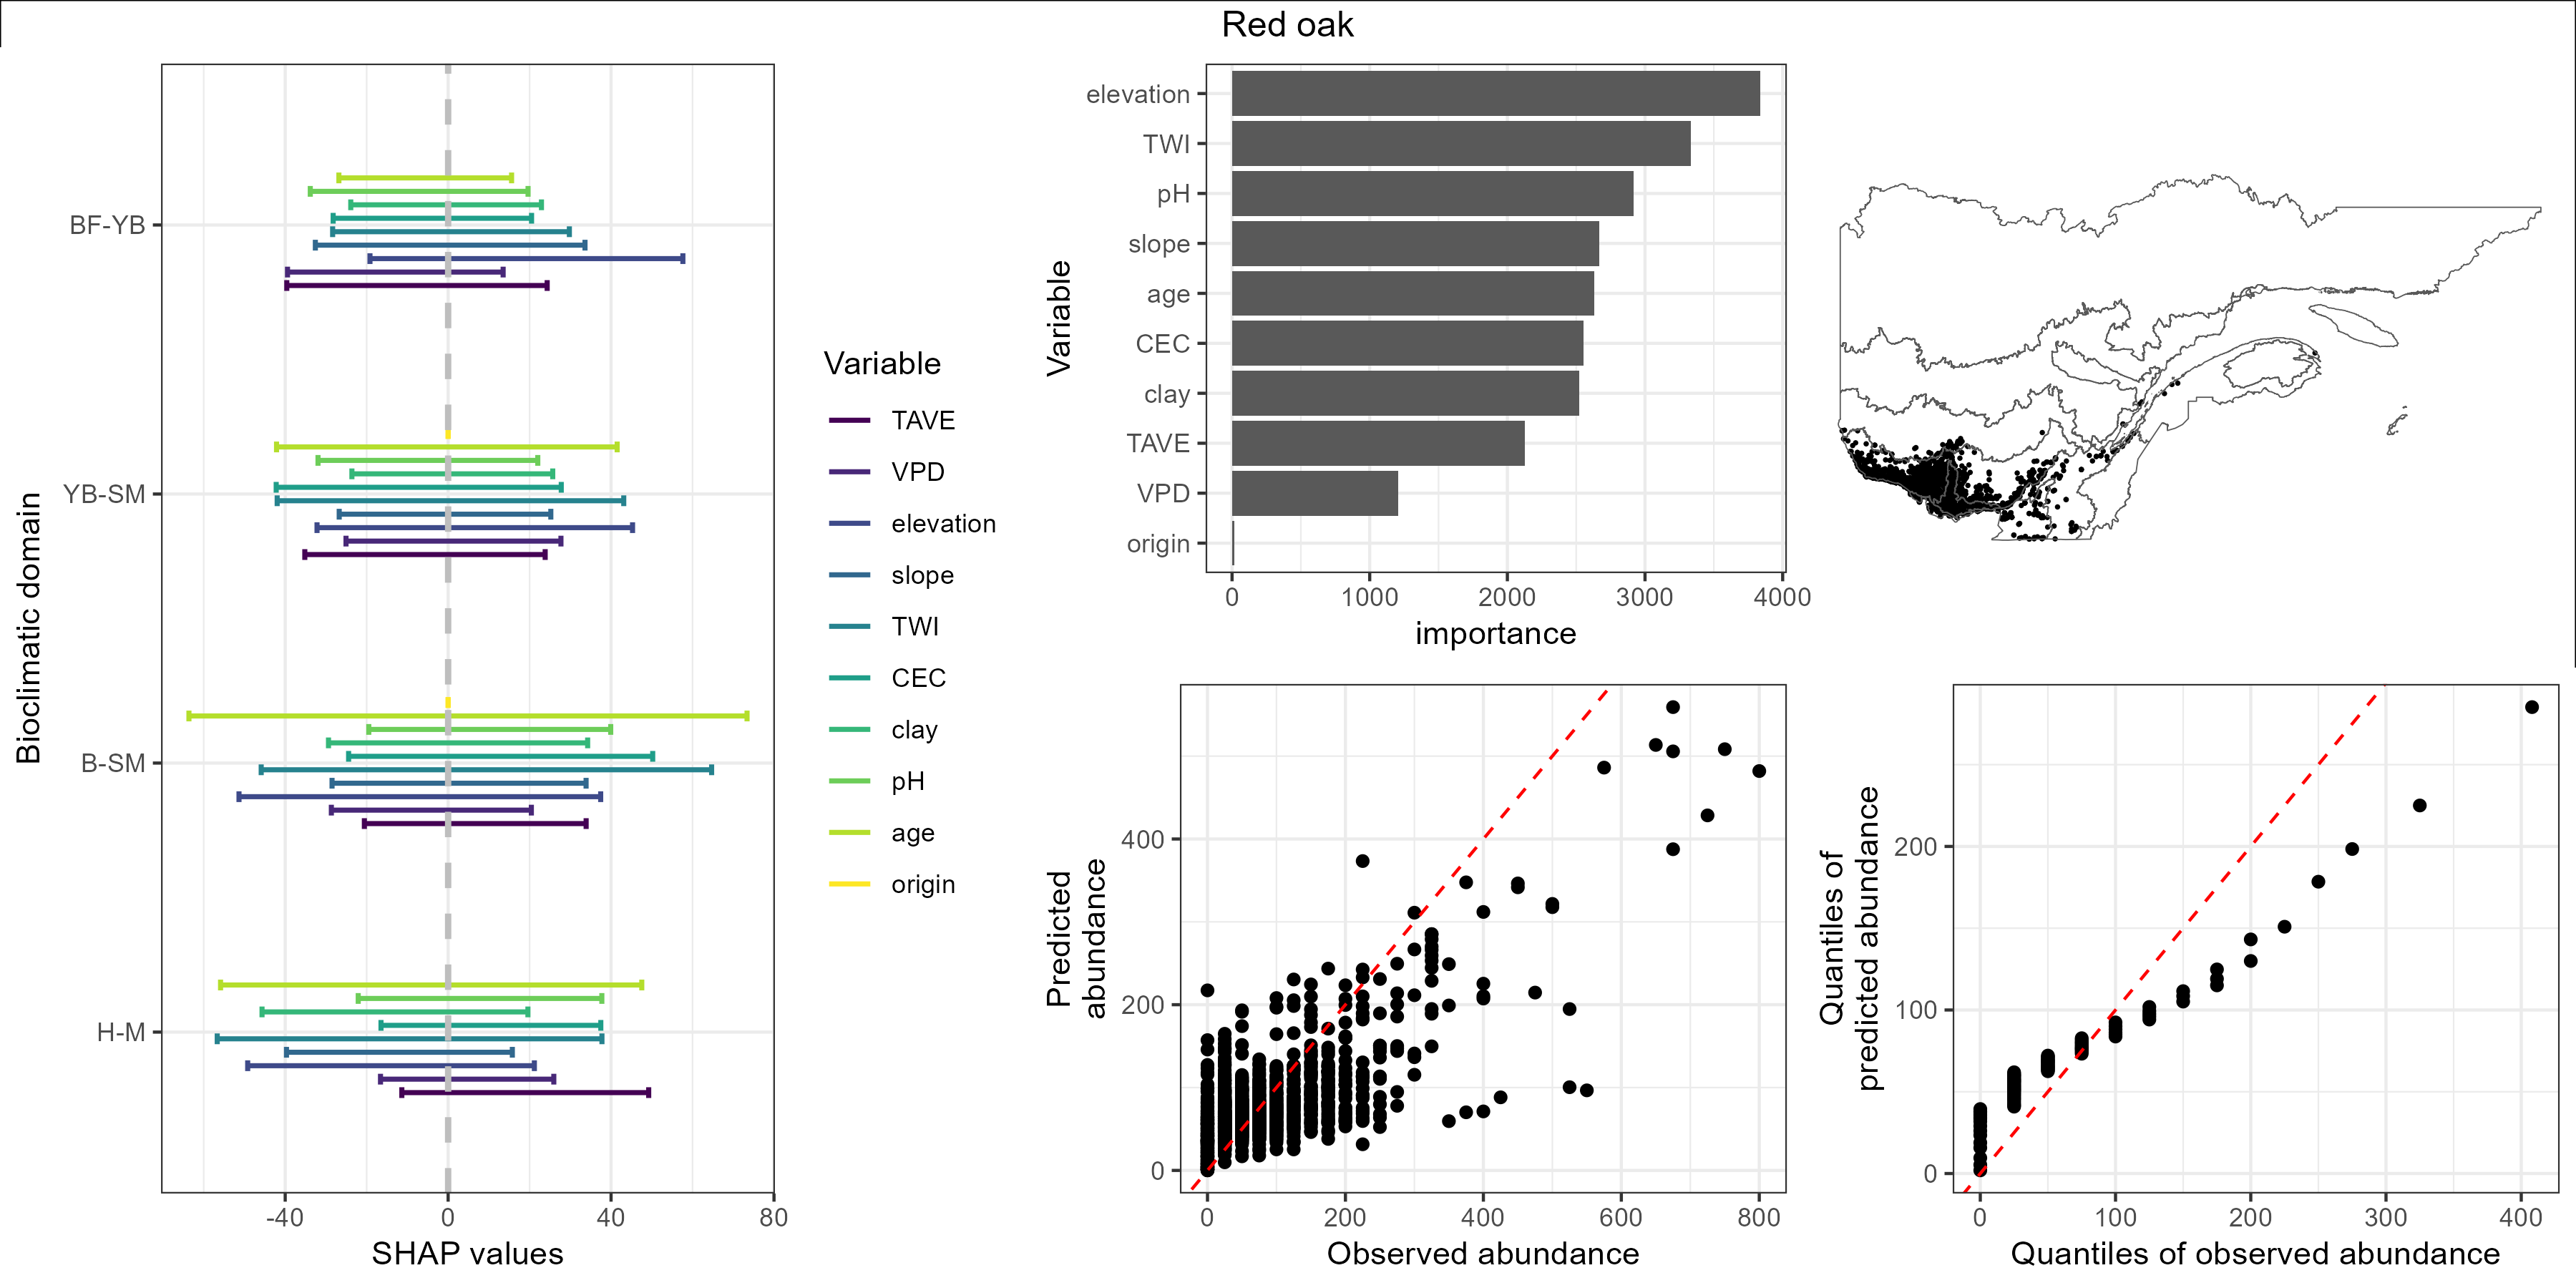 Red oak
BF-YB
YB-SM
B-SM
H-M
Bioclimatic domain
-40
0
40
80
SHAP values
Variable
TAVE
VPD
elevation
slope
TWI
CEC
clay
pH
age
origin
Variable
elevation
TWI
pH
slope
age
CEC
clay
TAVE
VPD
origin
0
1000
2000
3000
4000
importance
Predicted
abundance
400
200
0
0
200
400
600
800
Observed abundance
Quantiles of
predicted abundance
200
100
0
0
100
200
300
400
Quantiles of observed abundance